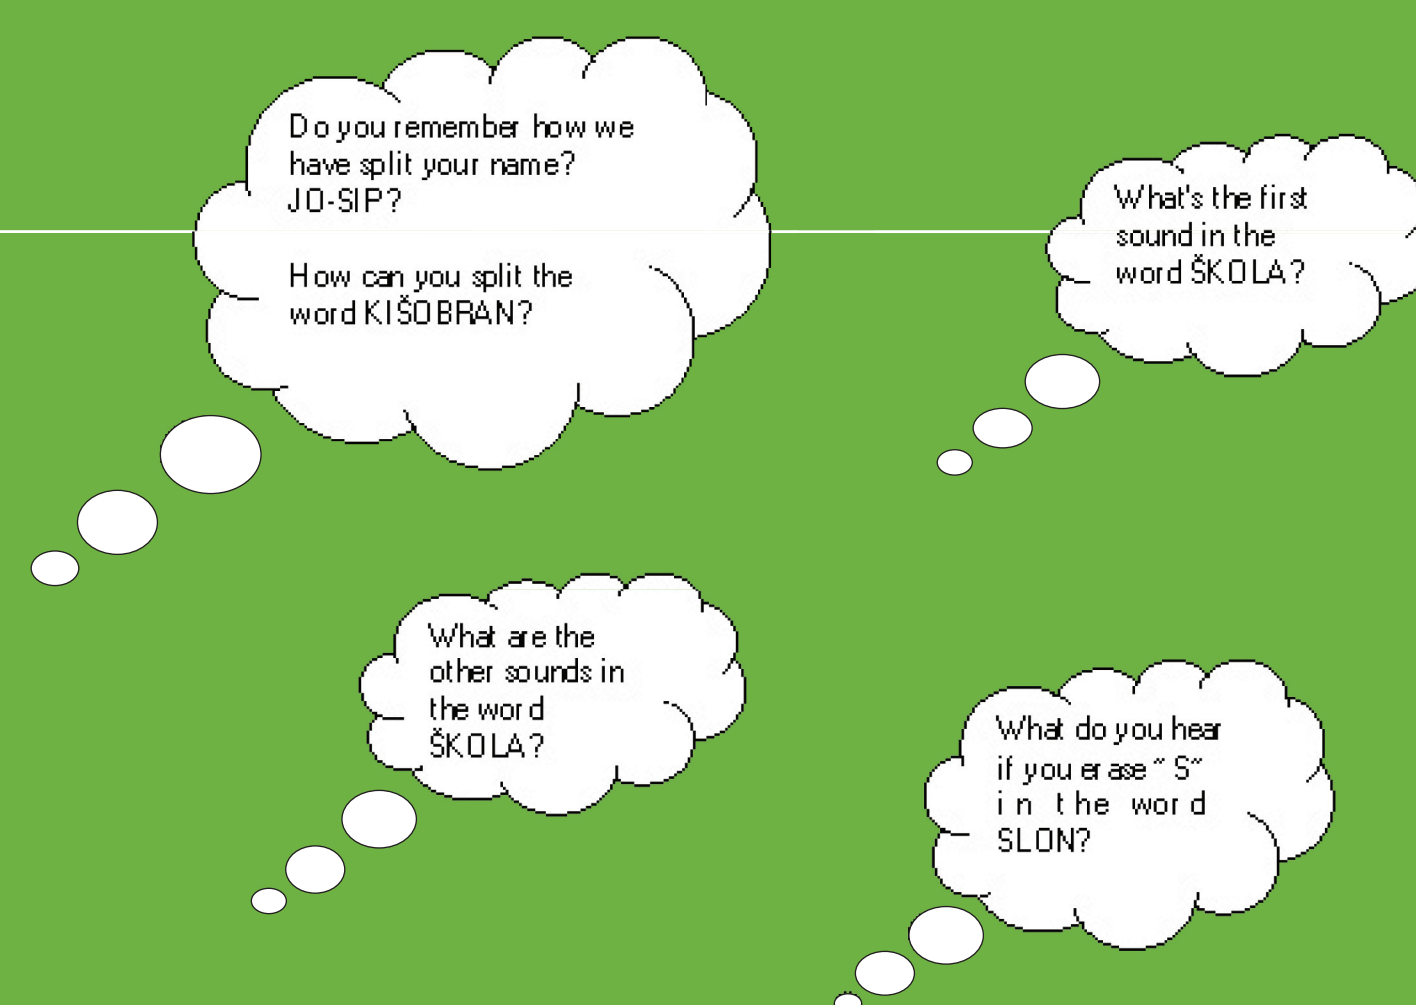 Do you remember how we
have split your name?
JO-SIP?
How can you split the
word KIŠOBRAN?
What's the first
sound in the
word ŠKOLA?
What are the
other sounds in
the word
ŠKOLA?
What do you hear
if you erase ˝ S˝
in the word
SLON?